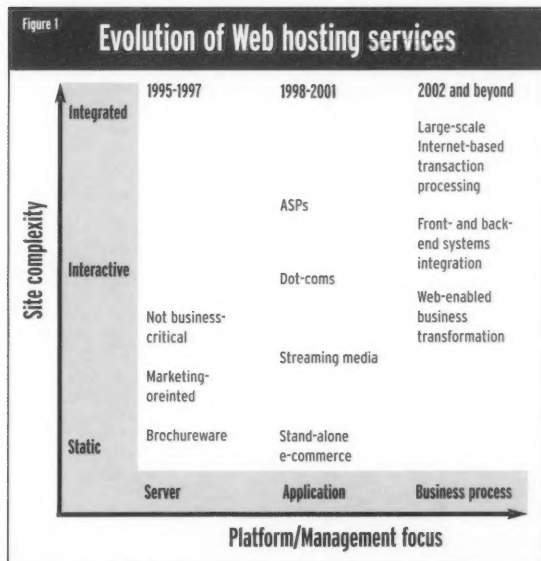 Figure 1
Evolution of Web hosting services
Site complexity
Integrated
Interactive
Static
1995-1997
Not business-
critical
Marketing-
oreinted
Brochureware
1998-2001
ASPs
Dot-coms
Streaming media
Stand-alone
e-commerce
2002 and beyond
Large-scale
Internet-based
transaction
processing
Front- and back-
end systems
integration
Web-enabled
business
transformation
Server
Application
Business process
Platform/Management focus